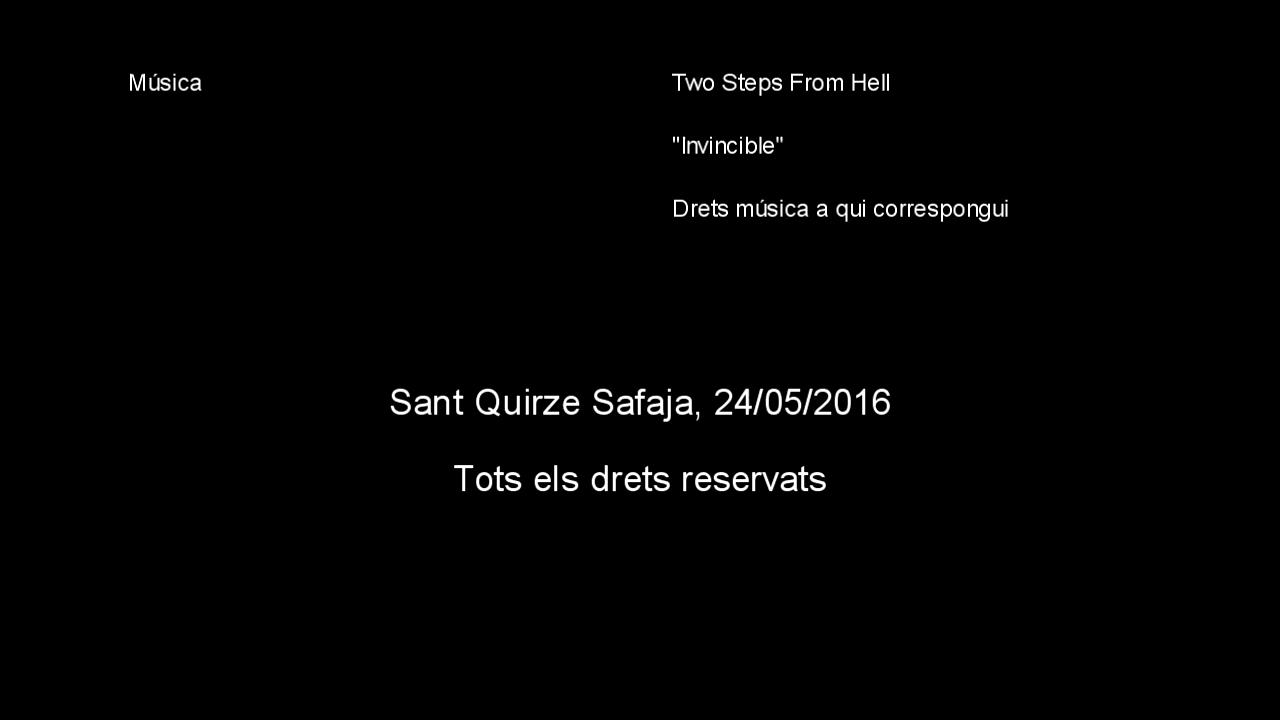 Música
Two Steps From Hell
"Invincible"
Drets música a qui correspongui
Sant Quirze Safaja, 24/05/2016
Tots els drets reservats